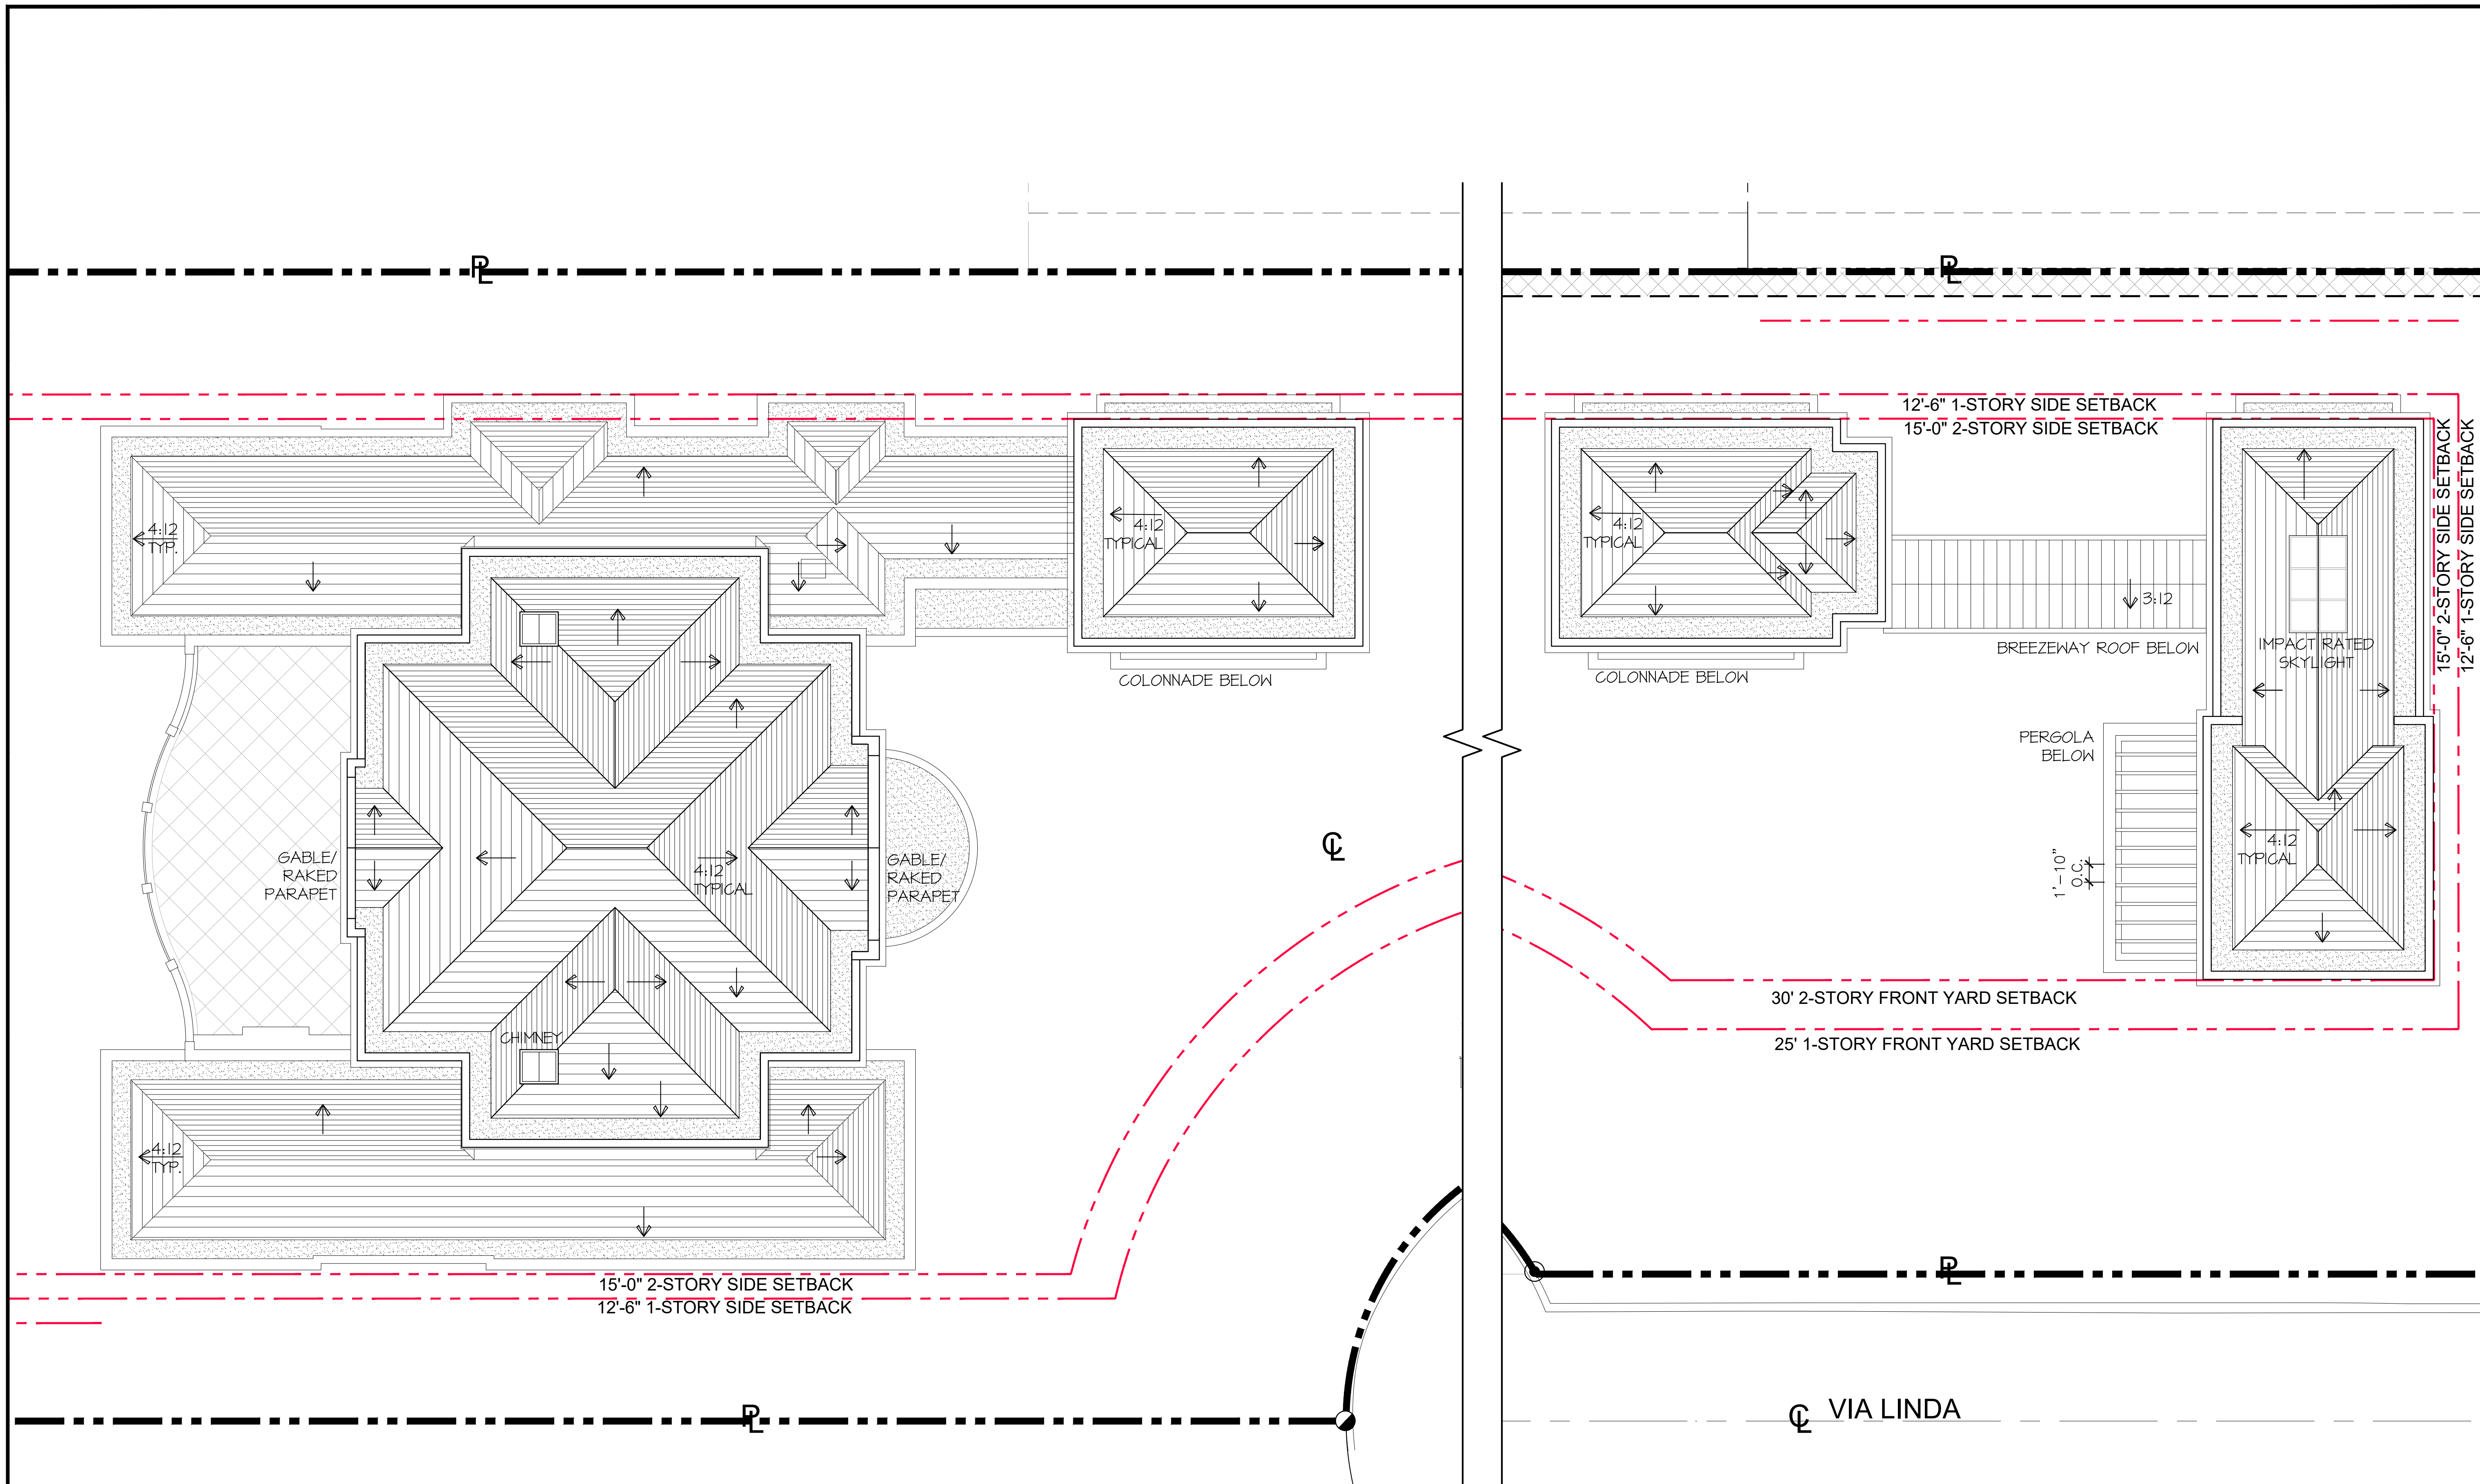 PL
PL
12'-6" 1-STORY SIDE SETBACK
15'-0" 2-STORY SIDE SETBACK
15'-0" 2-STORY SIDE SETBACK
12'-6" 1-STORY SIDE SETBACK
4:12
TYP.
4:12
TYPICAL
4:12
TYPICAL
3:12
BREEZEWAY ROOF BELOW
IMPACT RATED
SKYLIGHT
COLONNADE BELOW
COLONNADE BELOW
PERGOLA
BELOW
CL
GABLE/
RAKED
PARAPET
4:12
TYPICAL
GABLE/
RAKED
PARAPET
4:12
TYPICAL
1'-10"
O.C.
30' 2-STORY FRONT YARD SETBACK
CHIMNEY
25' 1-STORY FRONT YARD SETBACK
4:12
TYP.
15'-0" 2-STORY SIDE SETBACK
12'-6" 1-STORY SIDE SETBACK
PL
PL
CL VIA LINDA